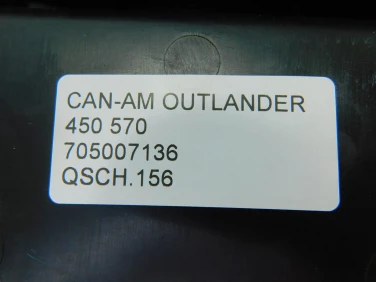 CAN-AM OUTLANDER
450 570
705007136
QSCH.156